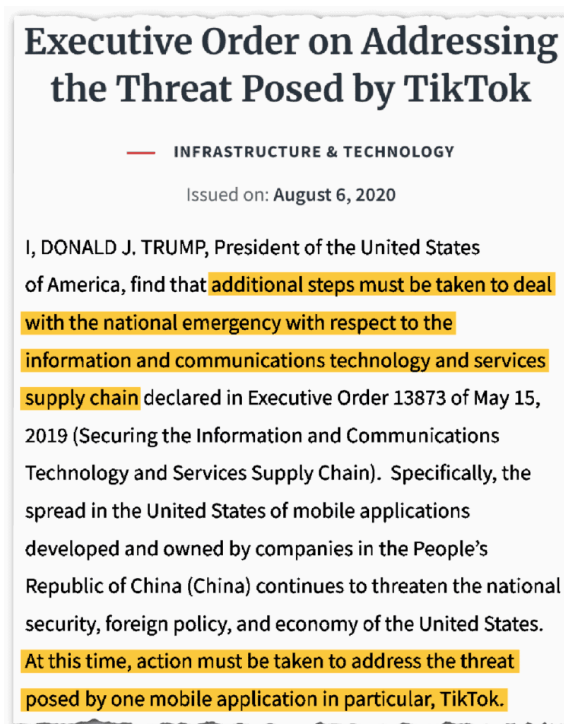 Executive Order on Addressing
the Threat Posed by TikTok
INFRASTRUCTURE & TECHNOLOGY
Issued on: August 6, 2020
I, DONALD J. TRUMP, President of the United States
of America, find that additional steps must be taken to deal
with the national emergency with respect to the
information and communications technology and services
supply chain declared in Executive Order 13873 of May 15,
2019 (Securing the Information and Communications
Technology and Services Supply Chain). Specifically, the
spread in the United States of mobile applications
developed and owned by companies in the People’s
Republic of China (China) continues to threaten the national
security, foreign policy, and economy of the United States.
At this time, action must be taken to address the threat
posed by one mobile application in particular, TikTok.